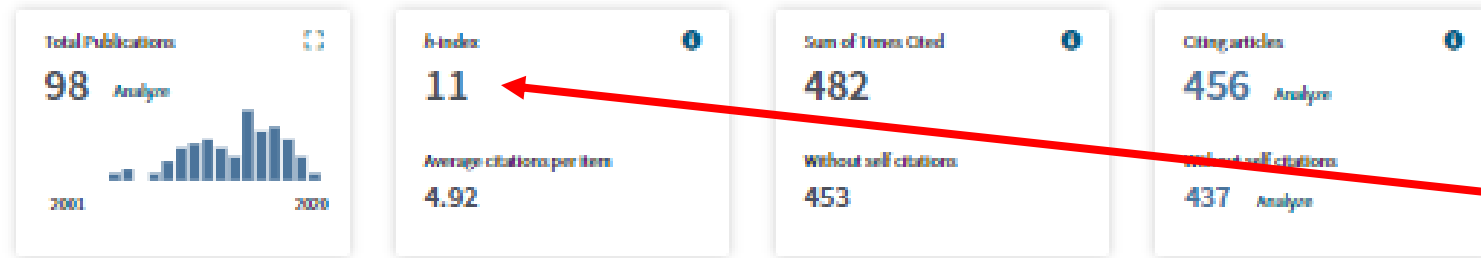 Total Publications
98 Analyze
2001 2020
h-index
11
Average citations per item
4.92
Sum of Times Cited
482
Without self citations
453
Citing articles
456 Analyze
Without self citations
437 Analyze